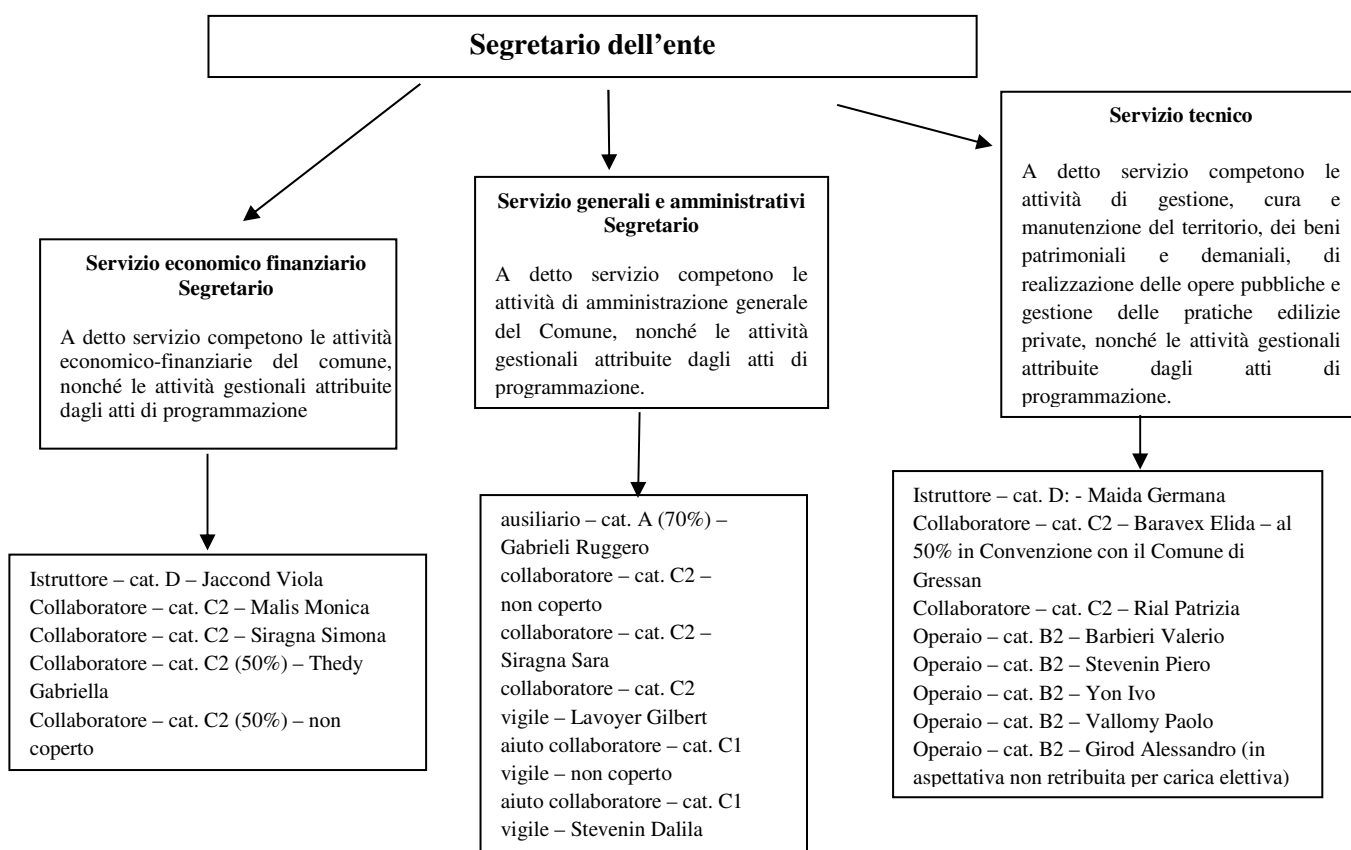 Segretario dell'ente
Servizio economico finanziario
Segretario
A detto servizio competono le attività
economico-finanziarie del comune,
nonché le attività gestionali attribuite
dagli atti di programmazione
Istruttore – cat. D – Jaccond Viola
Collaboratore – cat. C2 – Malis Monica
Collaboratore – cat. C2 – Siragna Simona
Collaboratore – cat. C2 (50%) – Thedy
Gabriella
Collaboratore – cat. C2 (50%) – non
coperto
Servizio generali e amministrativi
Segretario
A detto servizio competono le
attività di amministrazione generale
del Comune, nonché le attività
gestionali attribuite dagli atti di
programmazione.
ausiliario – cat. A (70%) –
Gabrieli Ruggero
collaboratore – cat. C2 –
non coperto
collaboratore – cat. C2 –
Siragna Sara
collaboratore – cat. C2
vigile – Lavoyer Gilbert
aiuto collaboratore – cat. C1
vigile – non coperto
aiuto collaboratore – cat. C1
vigile – Stevenin Dalila
Servizio tecnico
A detto servizio competono le
attività di gestione, cura e
manutenzione del territorio, dei beni
patrimoniali e demaniali, di
realizzazione delle opere pubbliche e
gestione delle pratiche edilizie
private, nonché le attività gestionali
attribuite dagli atti di
programmazione.
Istruttore – cat. D: - Maida Germana
Collaboratore – cat. C2 – Baravex Elida – al
50% in Convenzione con il Comune di
Gressan
Collaboratore – cat. C2 – Rial Patrizia
Operaio – cat. B2 – Barbieri Valerio
Operaio – cat. B2 – Stevenin Piero
Operaio – cat. B2 – Yon Ivo
Operaio – cat. B2 – Vallomy Paolo
Operaio – cat. B2 – Girod Alessandro (in
aspettativa non retribuita per carica elettiva)